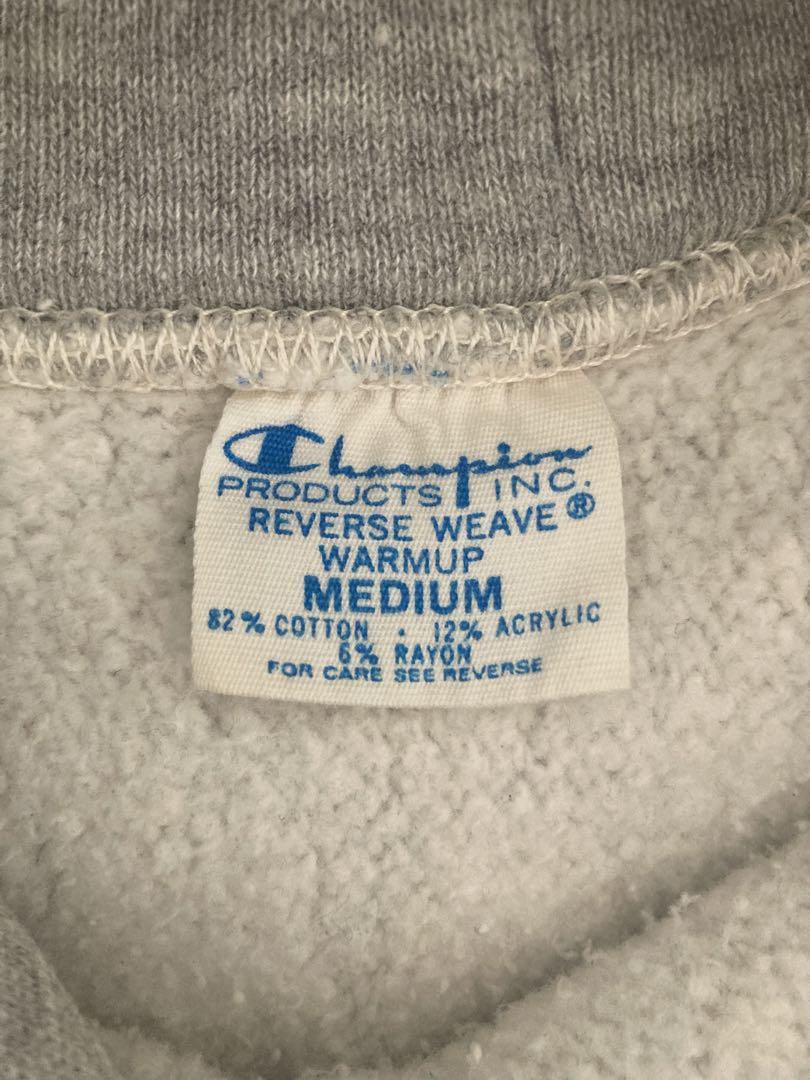 Champion
PRODUCTS INC.
REVERSE WEAVE®
WARMUP
MEDIUM
82% COTTON · 12% ACRYLIC
6% RAYON
FOR CARE SEE REVERSE